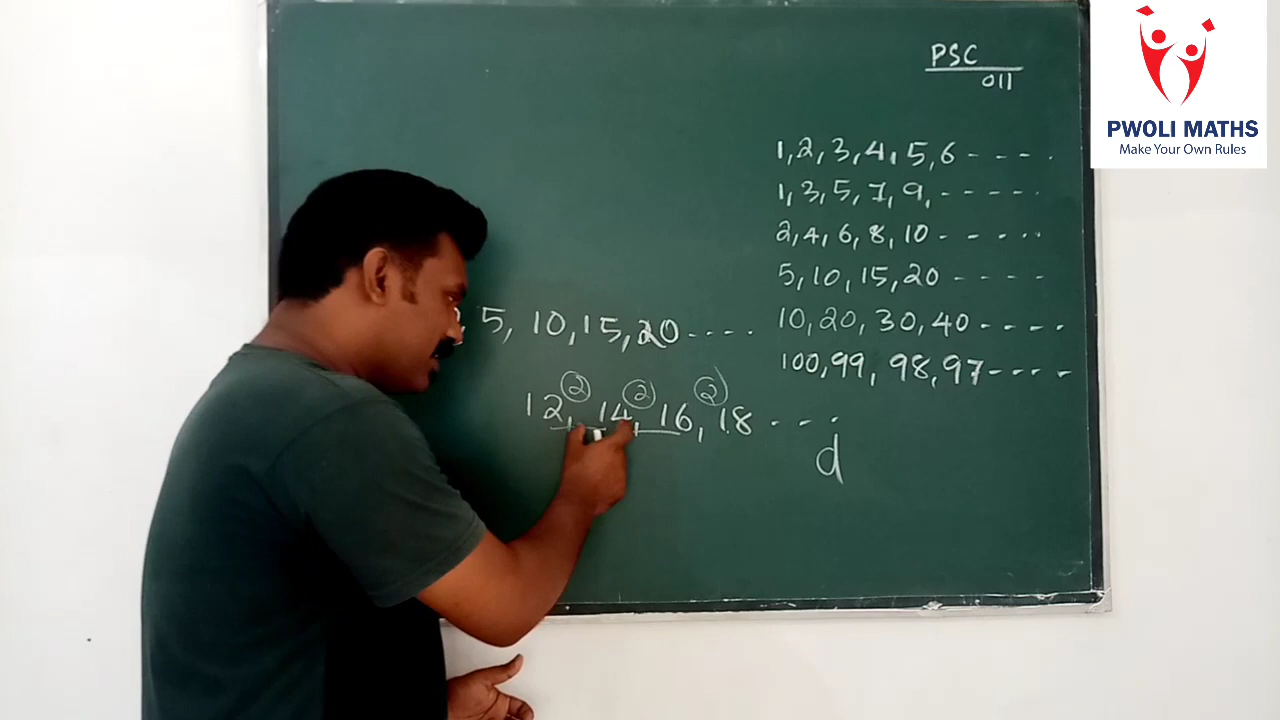 PSC
011
PWOLI MATHS
Make Your Own Rules
1, 2, 3, 4, 5, 6 - - - -
1, 3, 5, 7, 9, - - - - -
2, 4, 6, 8, 10 - - - - -
5, 10, 15, 20 - - - -
10, 20, 30, 40 - - - - -
100, 99, 98, 97 - - - -
5, 10, 15, 20 - - - -
2 2 2
12, 14, 16, 18 - - -
d